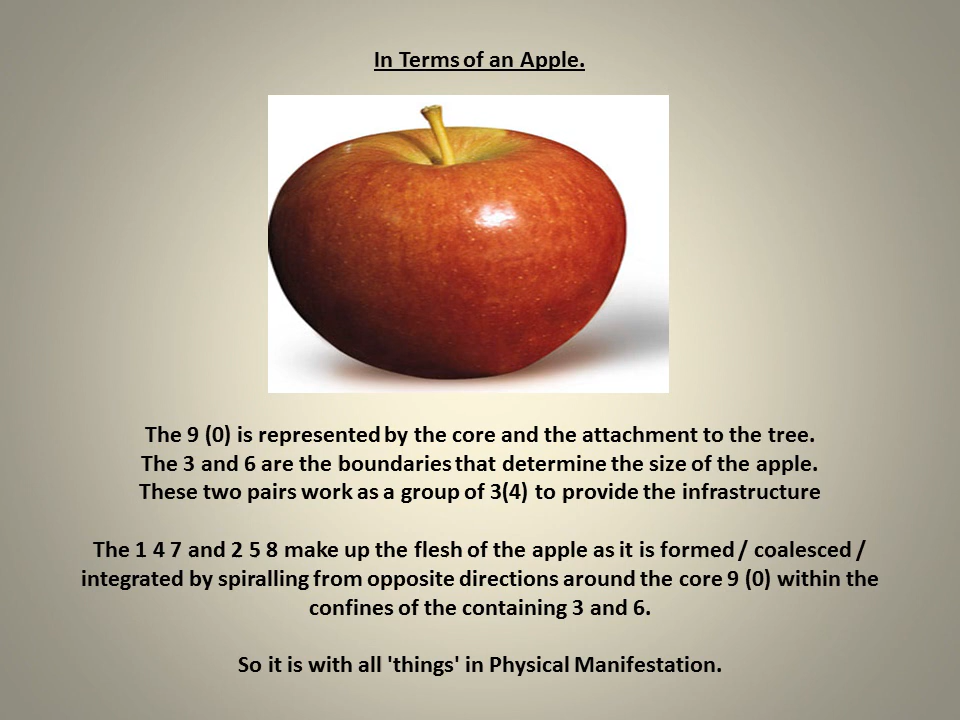 In Terms of an Apple.
The 9 (0) is represented by the core and the attachment to the tree.
The 3 and 6 are the boundaries that determine the size of the apple.
These two pairs work as a group of 3(4) to provide the infrastructure
The 1 4 7 and 2 5 8 make up the flesh of the apple as it is formed / coalesced /
integrated by spiralling from opposite directions around the core 9 (0) within the
confines of the containing 3 and 6.
So it is with all 'things' in Physical Manifestation.